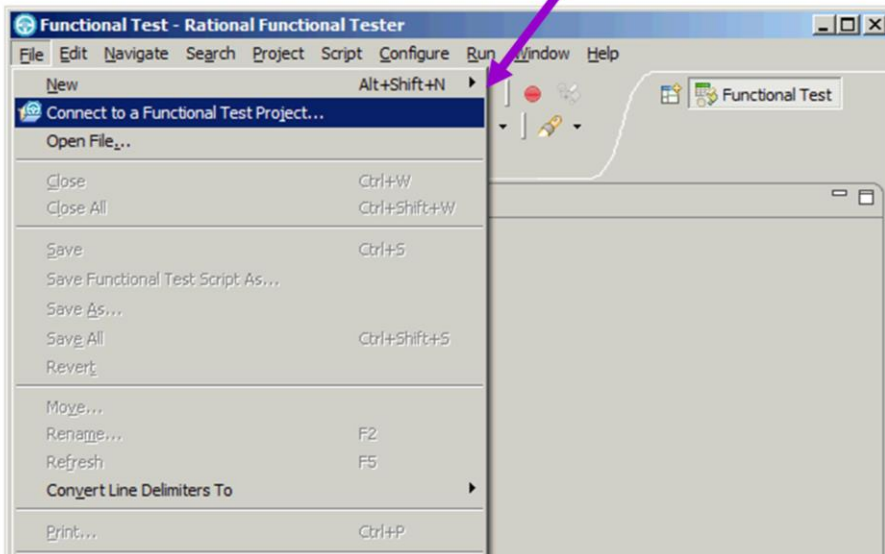 Functional Test - Rational Functional Tester
File Edit Navigate Search Project Script Configure Run Window Help
New Alt+Shift+N
Connect to a Functional Test Project...
Open File...
Close Ctrl+W
Close All Ctrl+Shift+W
Save Ctrl+S
Save Functional Test Script As...
Save As...
Save All Ctrl+Shift+S
Revert
Move...
Rename... F2
Refresh F5
Convert Line Delimiters To
Print... Ctrl+P
Functional Test